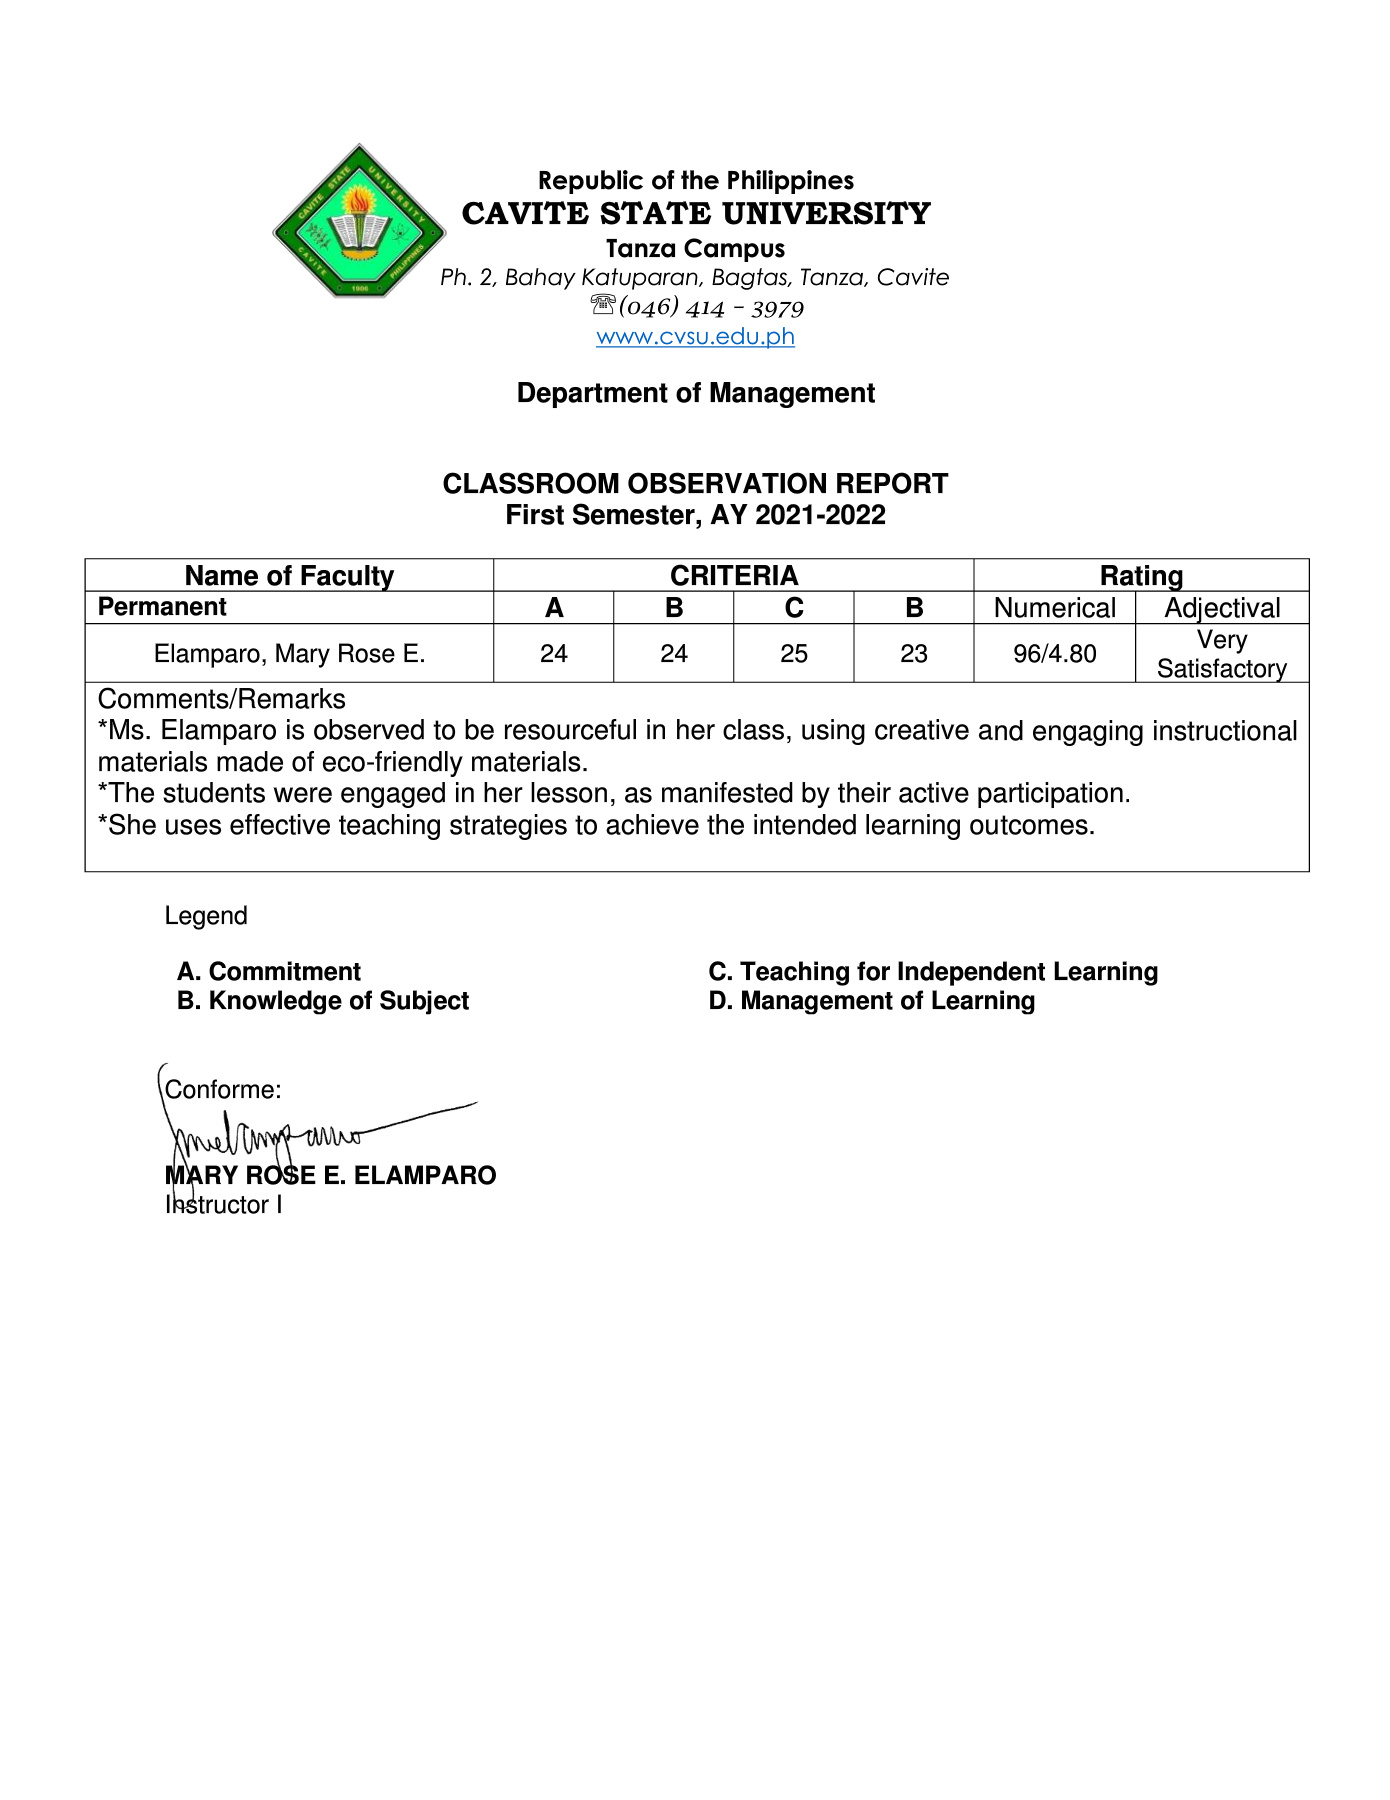 CAVITE STATE UNIVERSITY
CAVITE PHILIPPINES
1906
Republic of the Philippines
CAVITE STATE UNIVERSITY
Tanza Campus
Ph. 2, Bahay Katuparan, Bagtas, Tanza, Cavite
☏(046) 414 – 3979
www.cvsu.edu.ph
Department of Management
CLASSROOM OBSERVATION REPORT
First Semester, AY 2021-2022
Name of Faculty CRITERIA Rating
Permanent A B C B Numerical Adjectival
Elamparo, Mary Rose E. 24 24 25 23 96/4.80 Very Satisfactory
Comments/Remarks
*Ms. Elamparo is observed to be resourceful in her class, using creative and engaging instructional
materials made of eco-friendly materials.
*The students were engaged in her lesson, as manifested by their active participation.
*She uses effective teaching strategies to achieve the intended learning outcomes.
Legend
A. Commitment C. Teaching for Independent Learning
B. Knowledge of Subject D. Management of Learning
Conforme:
MARY ROSE E. ELAMPARO
Instructor I